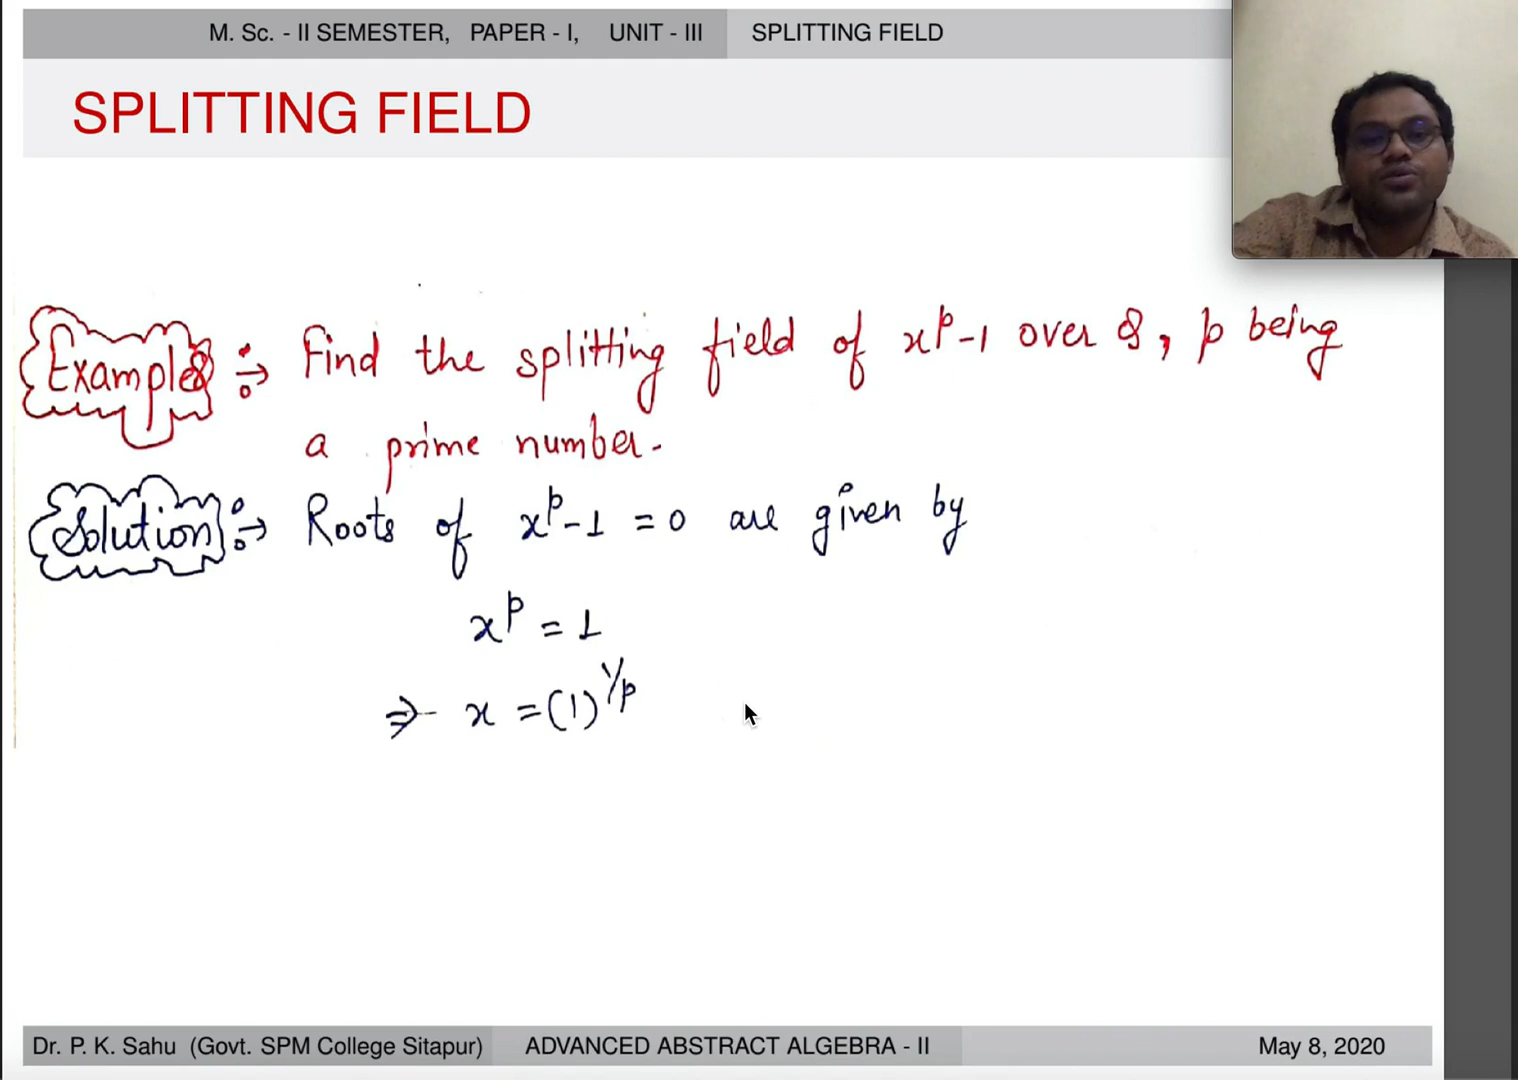 M. Sc. - II SEMESTER, PAPER - I, UNIT - III SPLITTING FIELD
SPLITTING FIELD
Example :→ Find the splitting field of x^p-1 over Q, p being
a prime number.
Solution :→ Roots of x^p-1 = 0 are given by
x^p = 1
⇒ x = (1)^1/p
Dr. P. K. Sahu (Govt. SPM College Sitapur) ADVANCED ABSTRACT ALGEBRA - II May 8, 2020